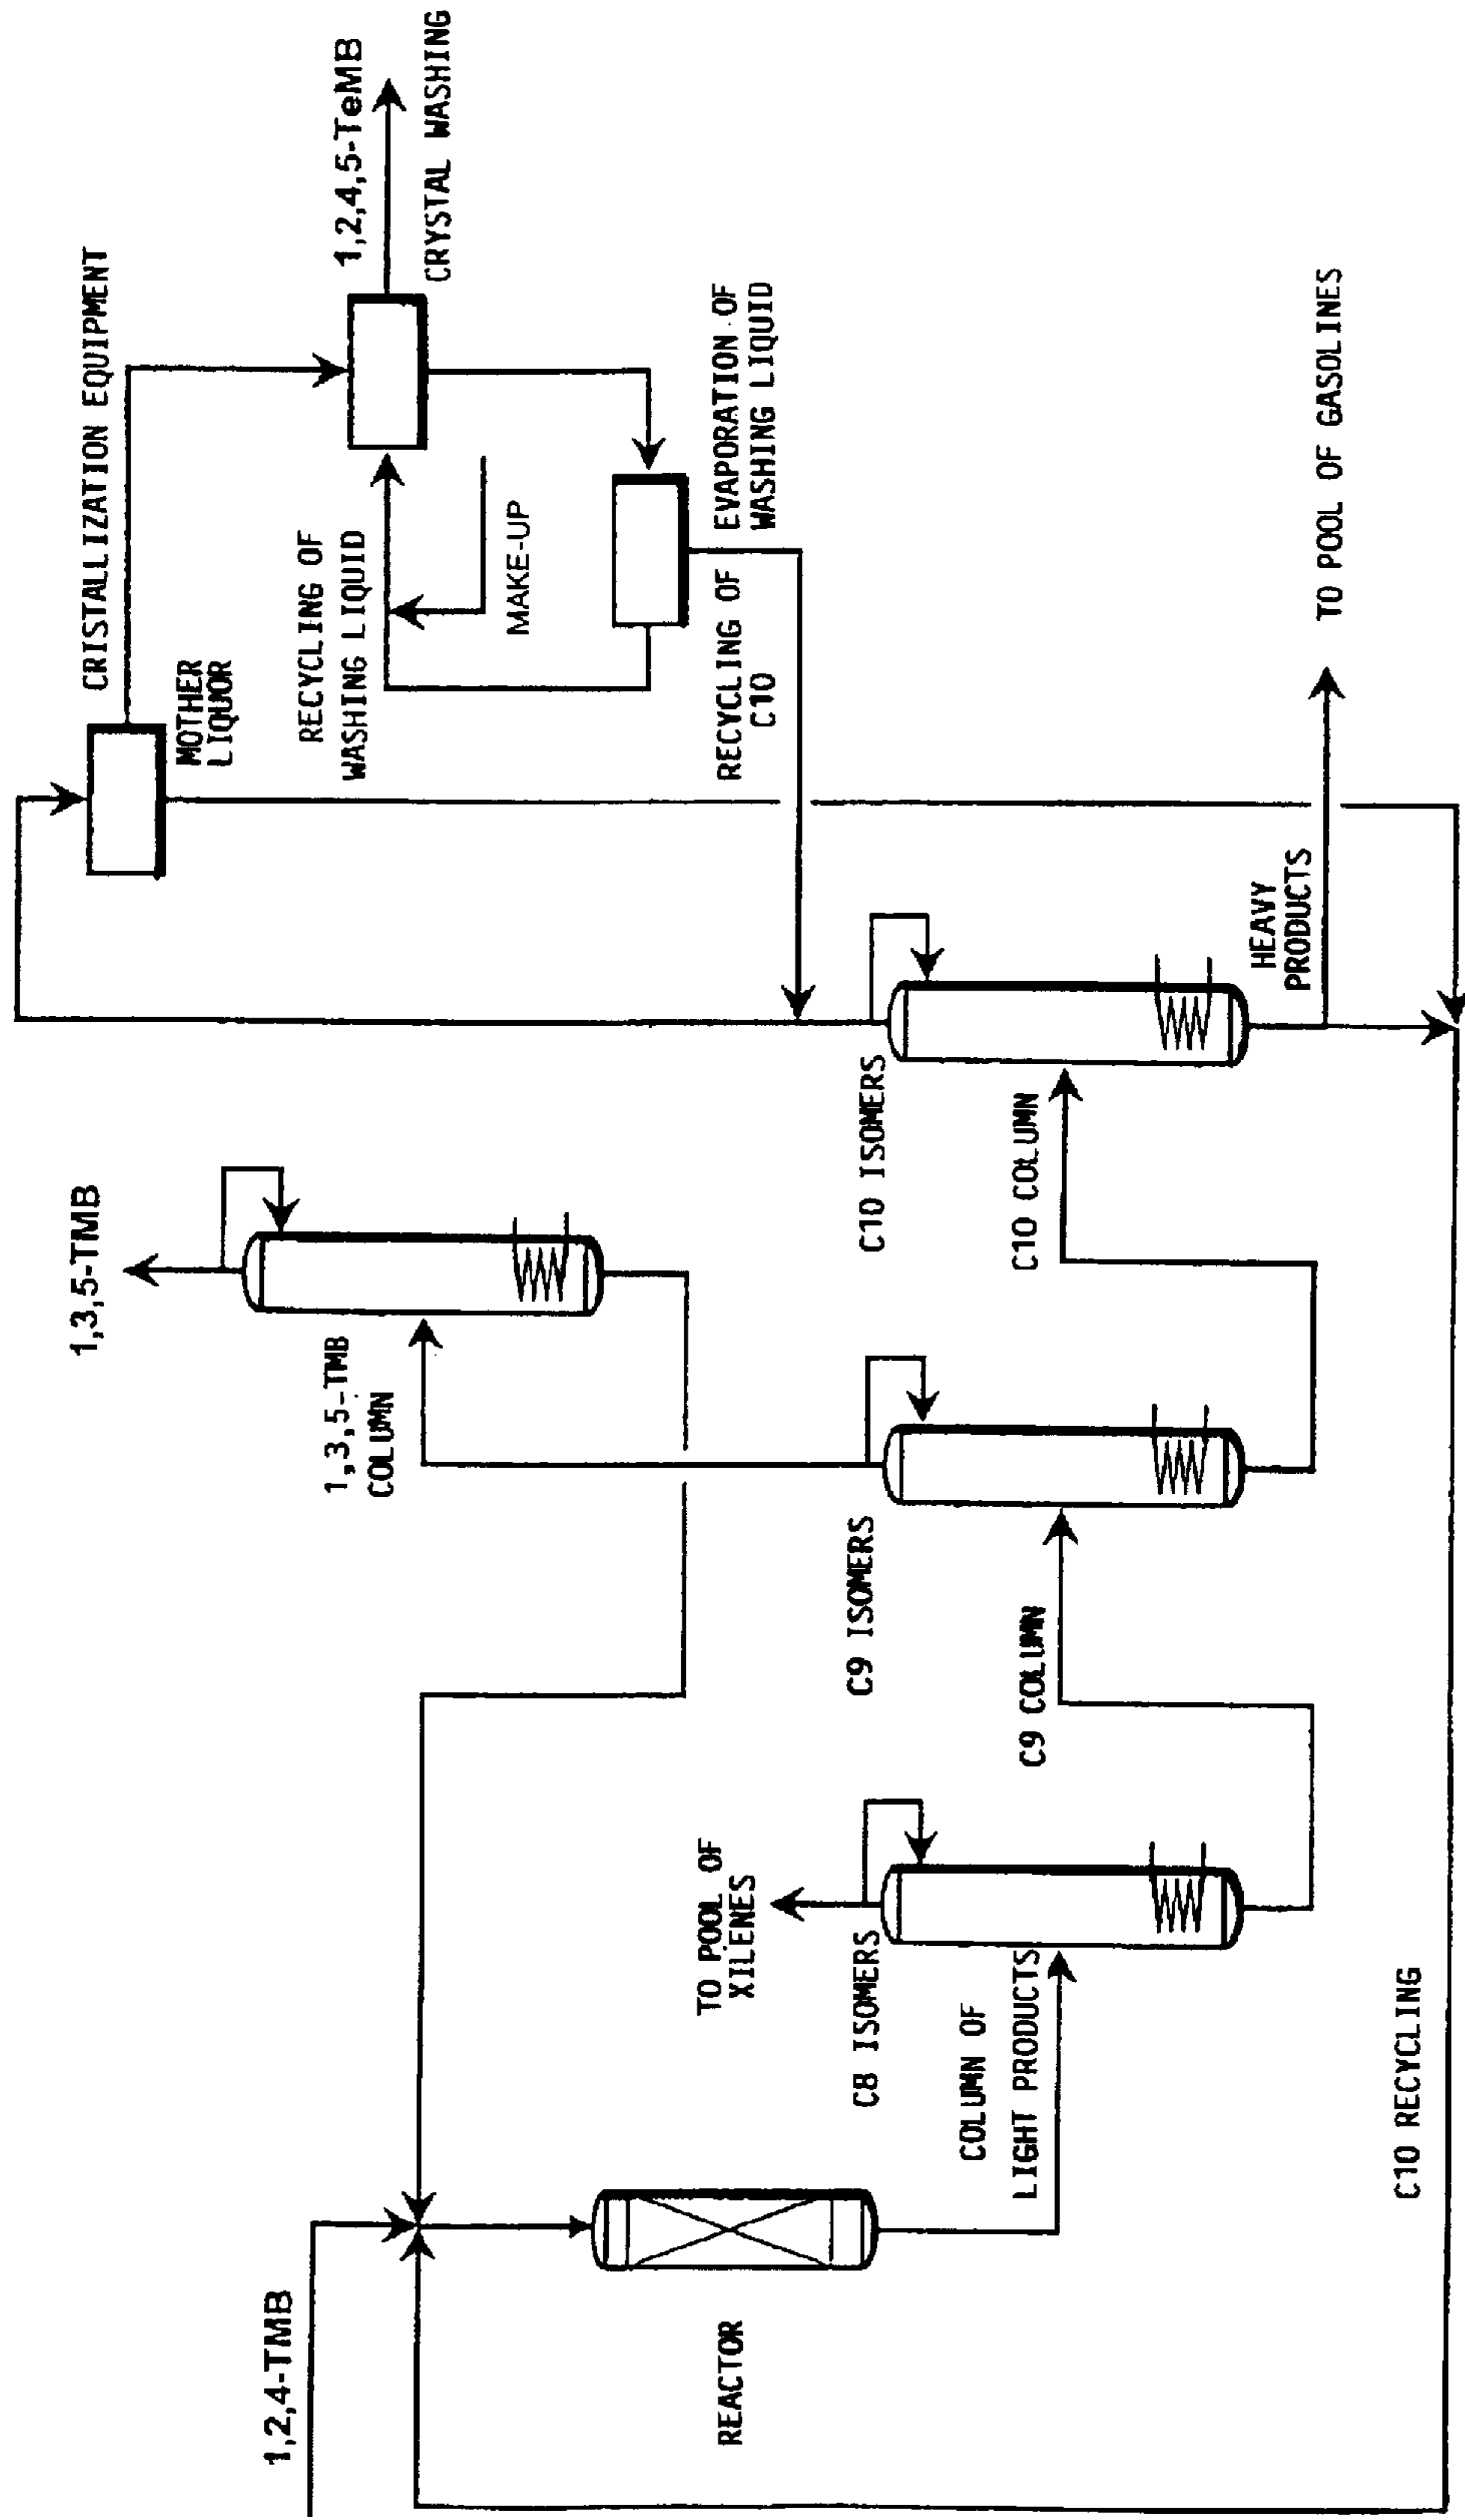 1,2,4-TMB
REACTOR
C10 RECYCLING
COLUMN OF
LIGHT PRODUCTS
C8 ISOMERS
TO POOL OF
XILENES
C9 COLUMN
C9 ISOMERS
1,3,5-TMB
COLUMN
1,3,5-TMB
C10 COLUMN
C10 ISOMERS
HEAVY
PRODUCTS
TO POOL OF GASOLINES
MOTHER
LIQUOR
CRISTALLIZATION EQUIPMENT
RECYCLING OF
WASHING LIQUID
MAKE-UP
RECYCLING OF
C10
EVAPORATION OF
WASHING LIQUID
1,2,4,5-TeMB
CRYSTAL WASHING